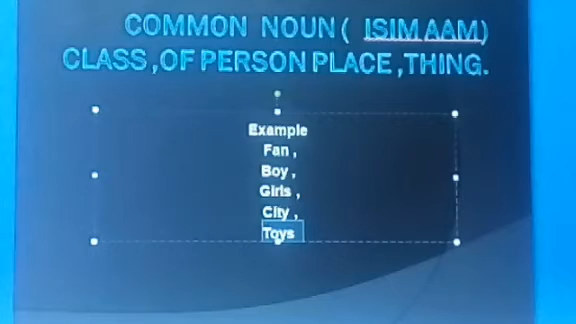 COMMON NOUN ( ISIM AAM)
CLASS ,OF PERSON PLACE ,THING.
Example
Fan ,
Boy ,
Girls ,
City ,
Toys